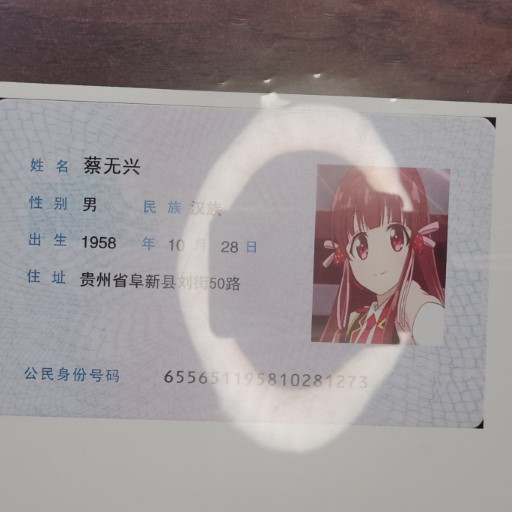 姓名 蔡无兴
性别 男 民族 汉族
出生 1958 年 10 月 28 日
住址 贵州省阜新县刘街50路
公民身份号码 655651195810281273